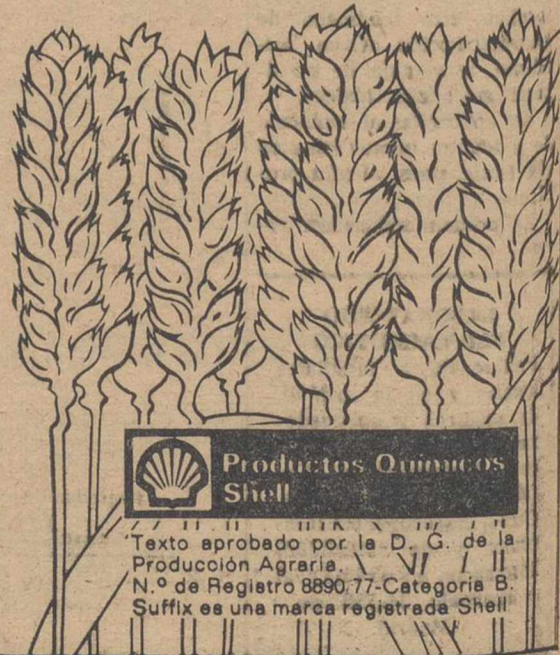 Productos Químicos
Shell
Texto aprobado por la D. G. de la
Producción Agraria.
N.º de Registro 8890/77-Categoria B.
Suffix es una marca registrada Shell